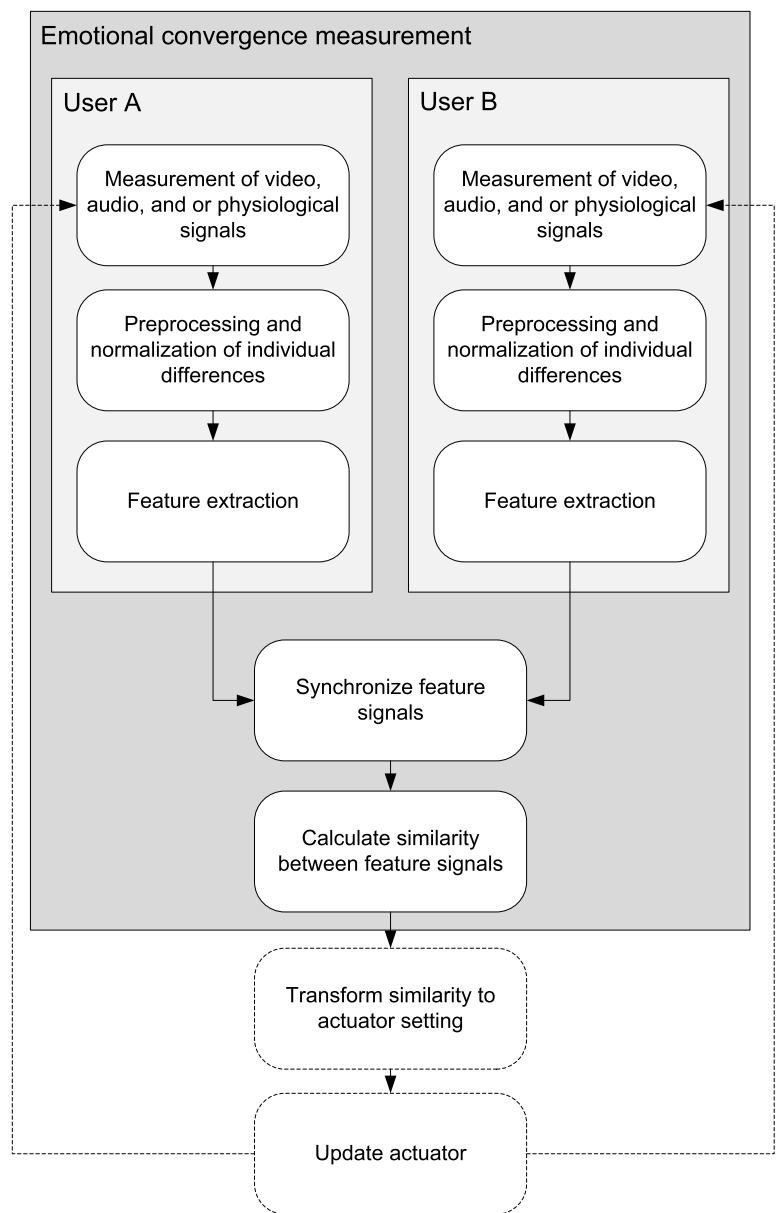 Emotional convergence measurement
User A
Measurement of video,
audio, and or physiological
signals
Preprocessing and
normalization of individual
differences
Feature extraction
User B
Measurement of video,
audio, and or physiological
signals
Preprocessing and
normalization of individual
differences
Feature extraction
Synchronize feature
signals
Calculate similarity
between feature signals
Transform similarity to
actuator setting
Update actuator